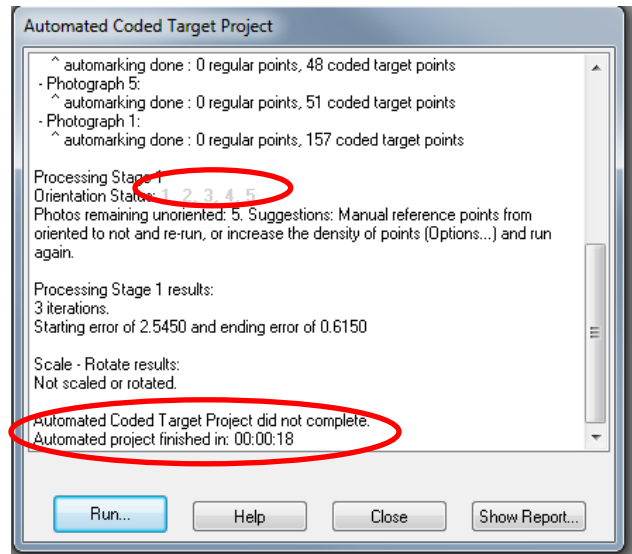 Automated Coded Target Project
^ automarking done : 0 regular points, 48 coded target points
- Photograph 5:
^ automarking done : 0 regular points, 51 coded target points
- Photograph 1:
^ automarking done : 0 regular points, 157 coded target points
Processing Stage 1
Orientation Status: 1, 2, 3, 4, 5
Photos remaining unoriented: 5. Suggestions: Manual reference points from
oriented to not and re-run, or increase the density of points (Options...) and run
again.
Processing Stage 1 results:
3 iterations.
Starting error of 2.5450 and ending error of 0.6150
Scale - Rotate results:
Not scaled or rotated.
Automated Coded Target Project did not complete.
Automated project finished in: 00:00:18
Run... Help Close Show Report...